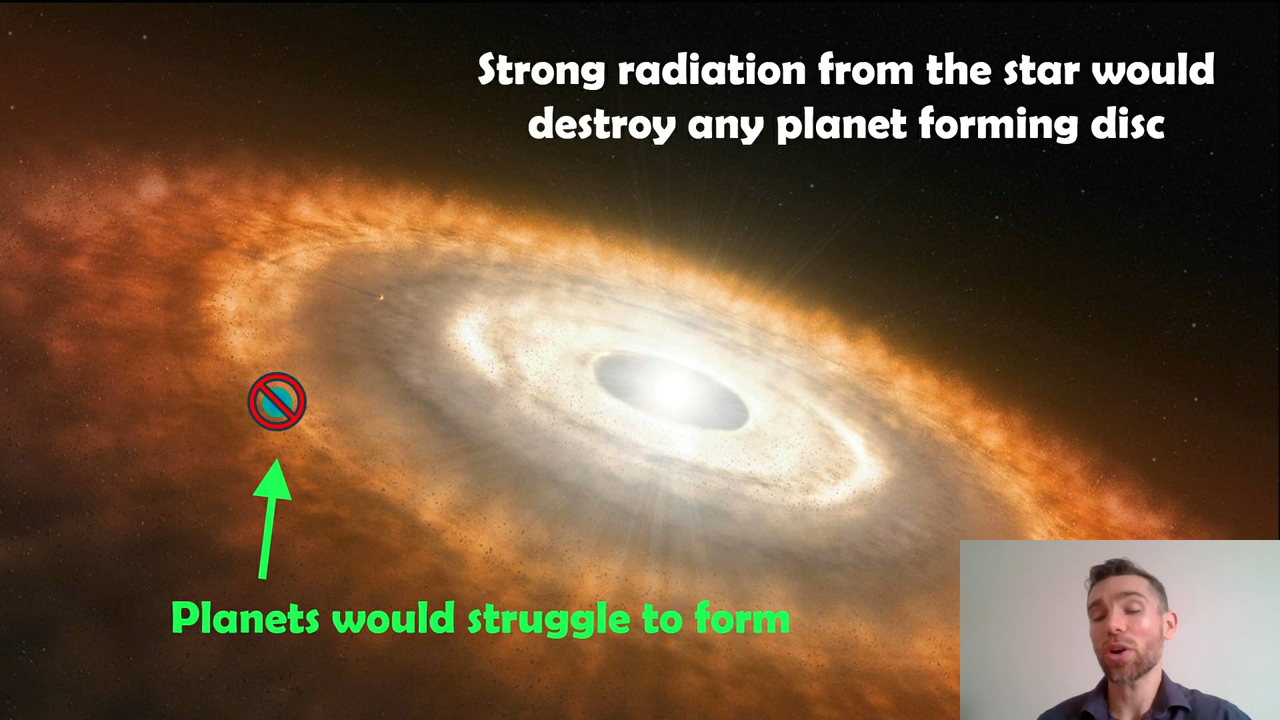 Strong radiation from the star would
destroy any planet forming disc
Planets would struggle to form